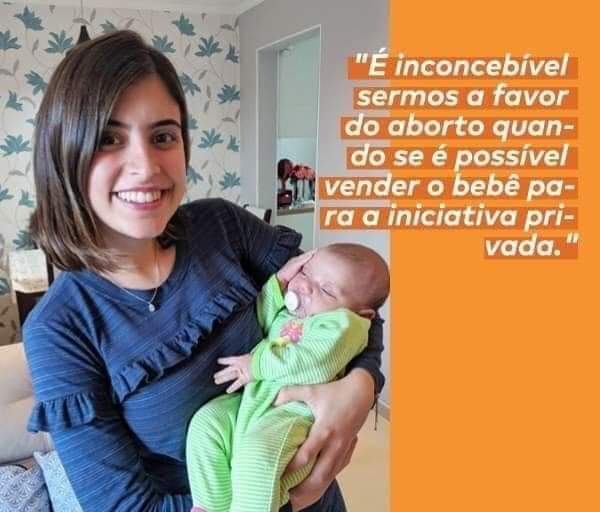 "É inconcebível
sermos a favor
do aborto quan-
do se é possível
vender o bebê pa-
ra a iniciativa pri-
vada."